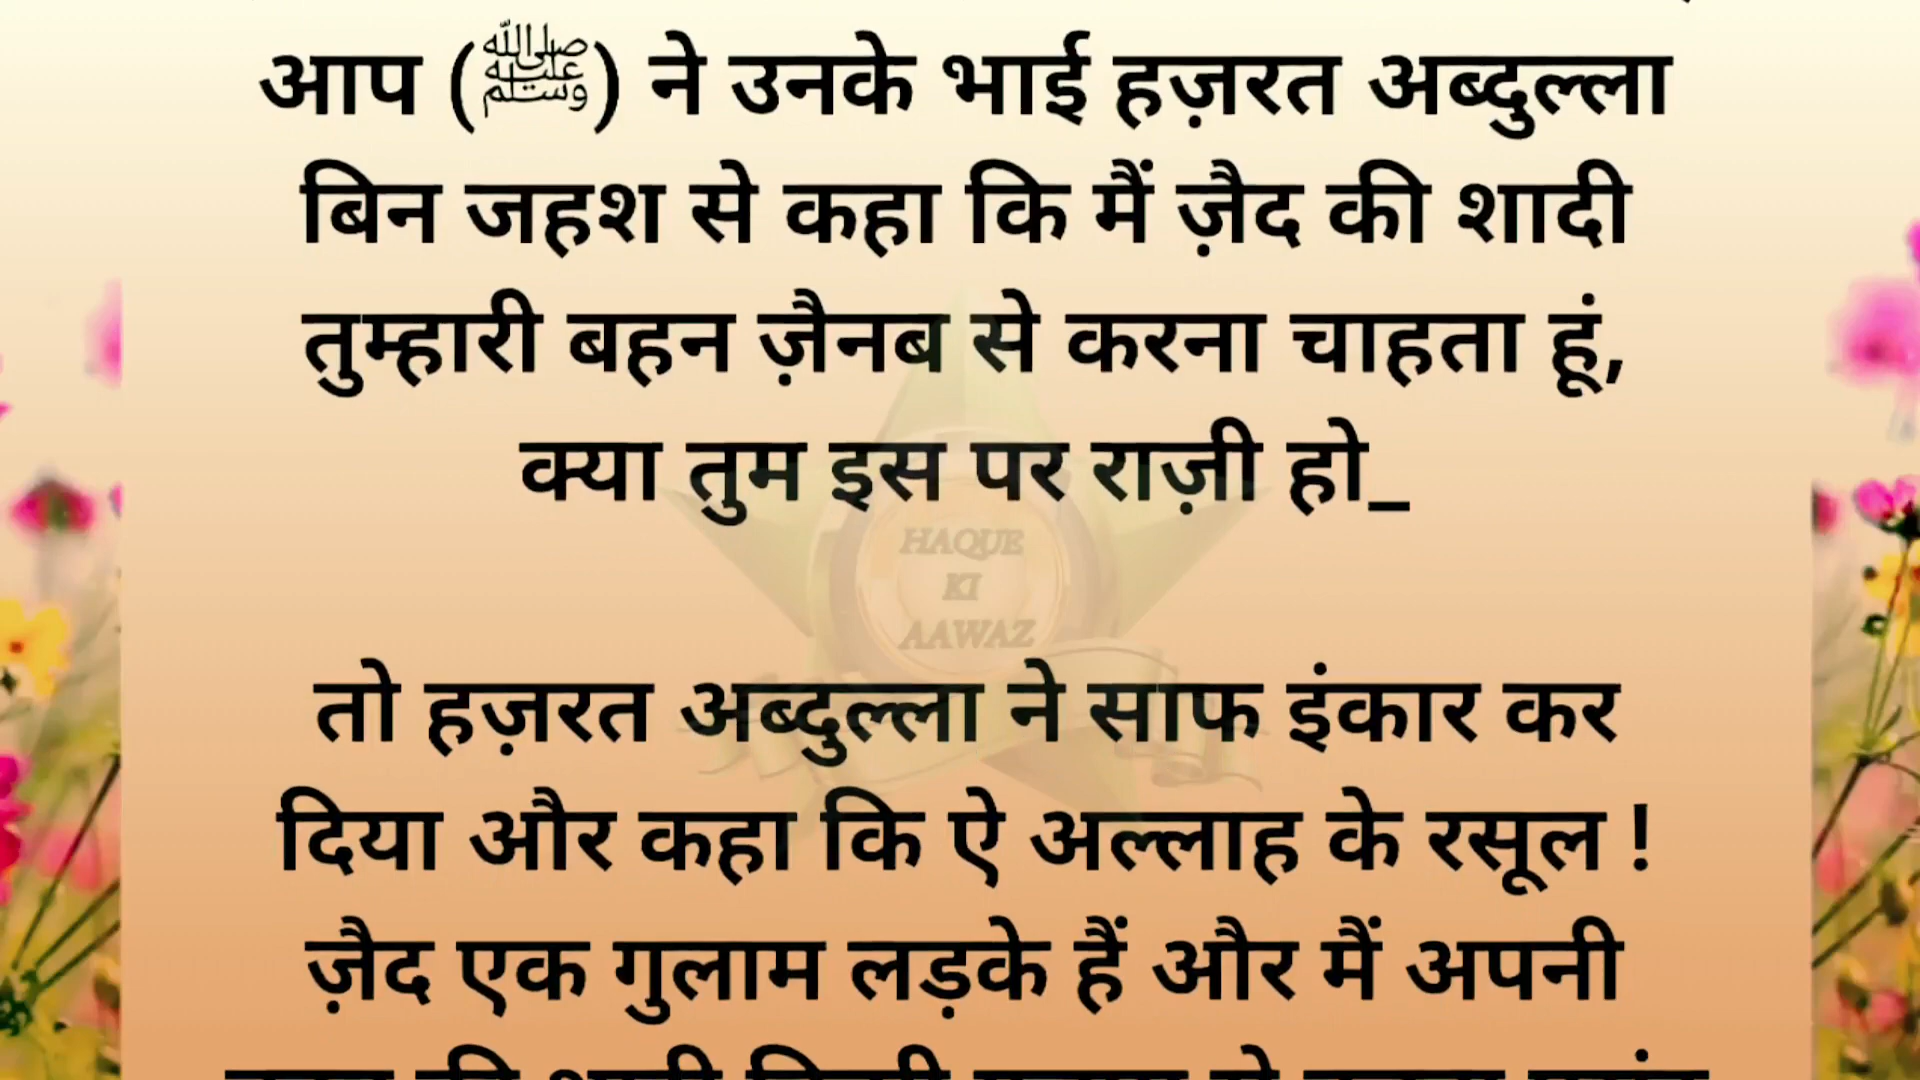 आप (ﷺ) ने उनके भाई हज़रत अब्दुल्ला
बिन जहश से कहा कि मैं ज़ैद की शादी
तुम्हारी बहन ज़ैनब से करना चाहता हूं,
क्या तुम इस पर राज़ी हो_
HAQUE
KI
AAWAZ
तो हज़रत अब्दुल्ला ने साफ इंकार कर
दिया और कहा कि ऐ अल्लाह के रसूल !
ज़ैद एक गुलाम लड़के हैं और मैं अपनी